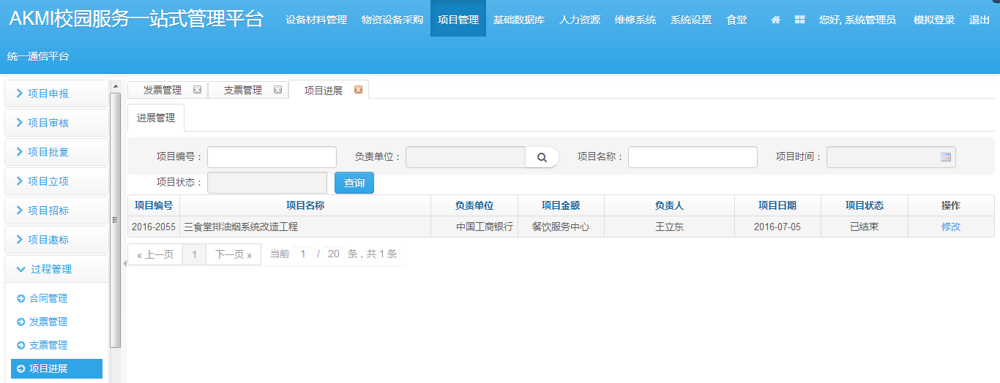 AKMI校园服务一站式管理平台 设备材料管理 物资设备采购 项目管理 基础数据库 人力资源 维修系统 系统设置 食堂 您好, 系统管理员 模拟登录 退出
统一通信平台
项目申报
项目审核
项目批复
项目立项
项目招标
项目邀标
过程管理
合同管理
发票管理
支票管理
项目进展
发票管理 支票管理 项目进展
进展管理
项目编号： 负责单位： 项目名称： 项目时间：
项目状态： 查询
项目编号 项目名称 负责单位 项目金额 负责人 项目日期 项目状态 操作
2016-2055 三食堂排油烟系统改造工程 中国工商银行 餐饮服务中心 王立东 2016-07-05 已结束 修改
« 上一页 1 下一页 » 当前 1 / 20 条，共 1 条